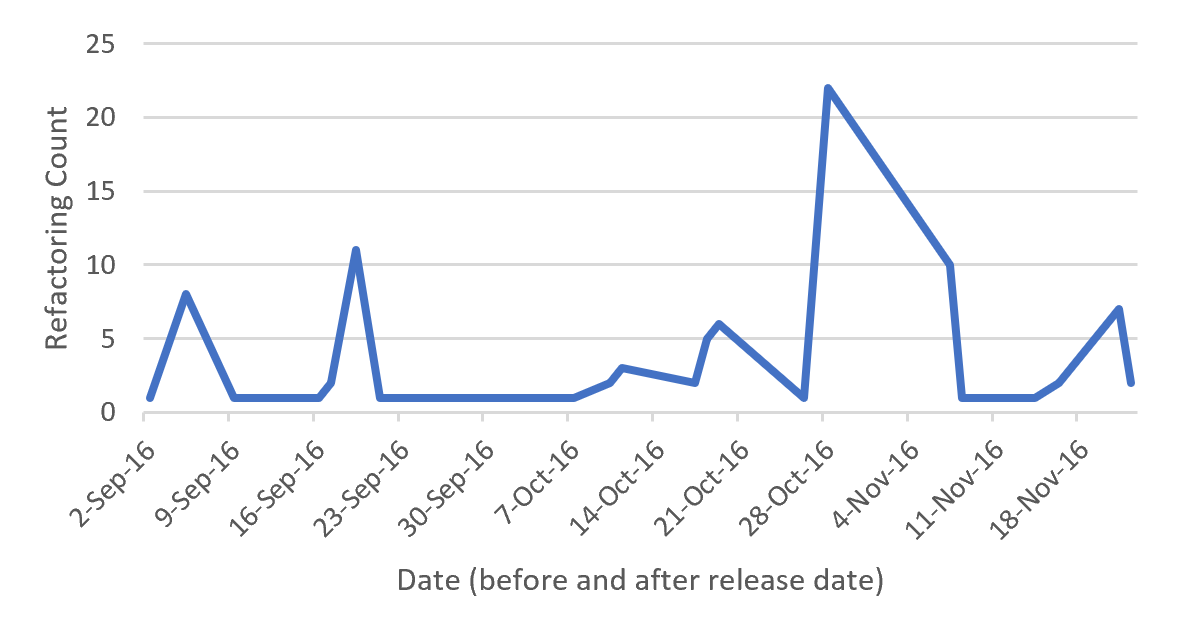 25
20
15
10
5
0
Refactoring Count
2-Sep-16
9-Sep-16
16-Sep-16
23-Sep-16
30-Sep-16
7-Oct-16
14-Oct-16
21-Oct-16
28-Oct-16
4-Nov-16
11-Nov-16
18-Nov-16
Date (before and after release date)